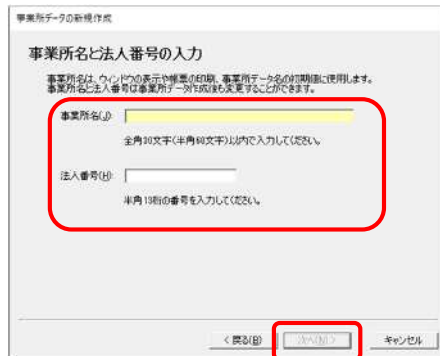 事業所データの新規作成
事業所名と法人番号の入力
事業所名は、ウィンドウの表示や帳票の印刷、事業所データ名の初期値に使用します。
事業所名と法人番号は事業所データ作成後も変更することができます。
事業所名(J):
全角30文字(半角60文字)以内で入力してください。
法人番号(H):
半角13桁の番号を入力してください。
< 戻る(B)
次へ(N) >
キャンセル